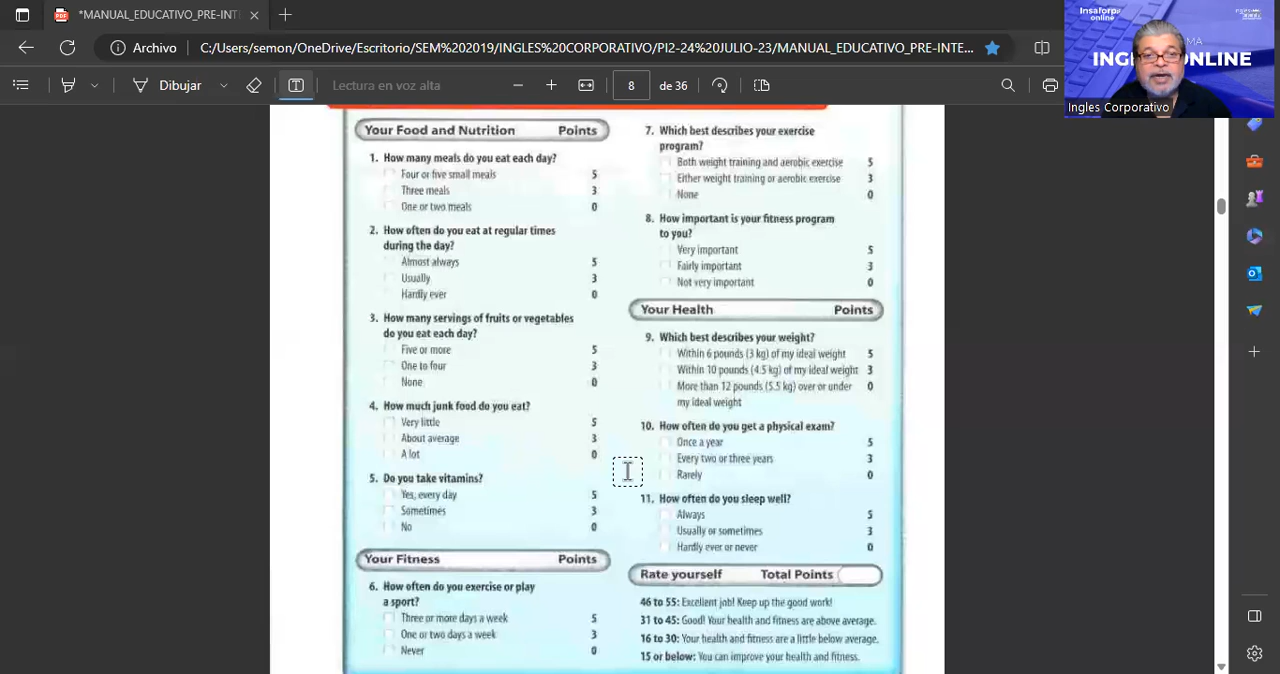 *MANUAL_EDUCATIVO_PRE-INTE
Archivo
C:/Users/semon/OneDrive/Escritorio/SEM%202019/INGLES%20CORPORATIVO/PI2-24%20JULIO-23/MANUAL_EDUCATIVO_PRE-INTE...
Dibujar
Lectura en voz alta
8
de 36
Insaforp
online
INGL
ONLINE
Ingles Corporativo
Your Food and Nutrition Points
1. How many meals do you eat each day?
Four or five small meals 5
Three meals 3
One or two meals 0
2. How often do you eat at regular times
during the day?
Almost always 5
Usually 3
Hardly ever 0
3. How many servings of fruits or vegetables
do you eat each day?
Five or more 5
One to four 3
None 0
4. How much junk food do you eat?
Very little 5
About average 3
A lot 0
5. Do you take vitamins?
Yes, every day 5
Sometimes 3
No 0
Your Fitness Points
6. How often do you exercise or play
a sport?
Three or more days a week 5
One or two days a week 3
Never 0
7. Which best describes your exercise
program?
Both weight training and aerobic exercise 5
Either weight training or aerobic exercise 3
None 0
8. How important is your fitness program
to you?
Very important 5
Fairly important 3
Not very important 0
Your Health Points
9. Which best describes your weight?
Within 6 pounds (3 kg) of my ideal weight 5
Within 10 pounds (4.5 kg) of my ideal weight 3
More than 12 pounds (5.5 kg) over or under 0
my ideal weight
10. How often do you get a physical exam?
Once a year 5
Every two or three years 3
Rarely 0
11. How often do you sleep well?
Always 5
Usually or sometimes 3
Hardly ever or never 0
Rate yourself Total Points
46 to 55: Excellent job! Keep up the good work!
31 to 45: Good! Your health and fitness are above average.
16 to 30: Your health and fitness are a little below average.
15 or below: You can improve your health and fitness.